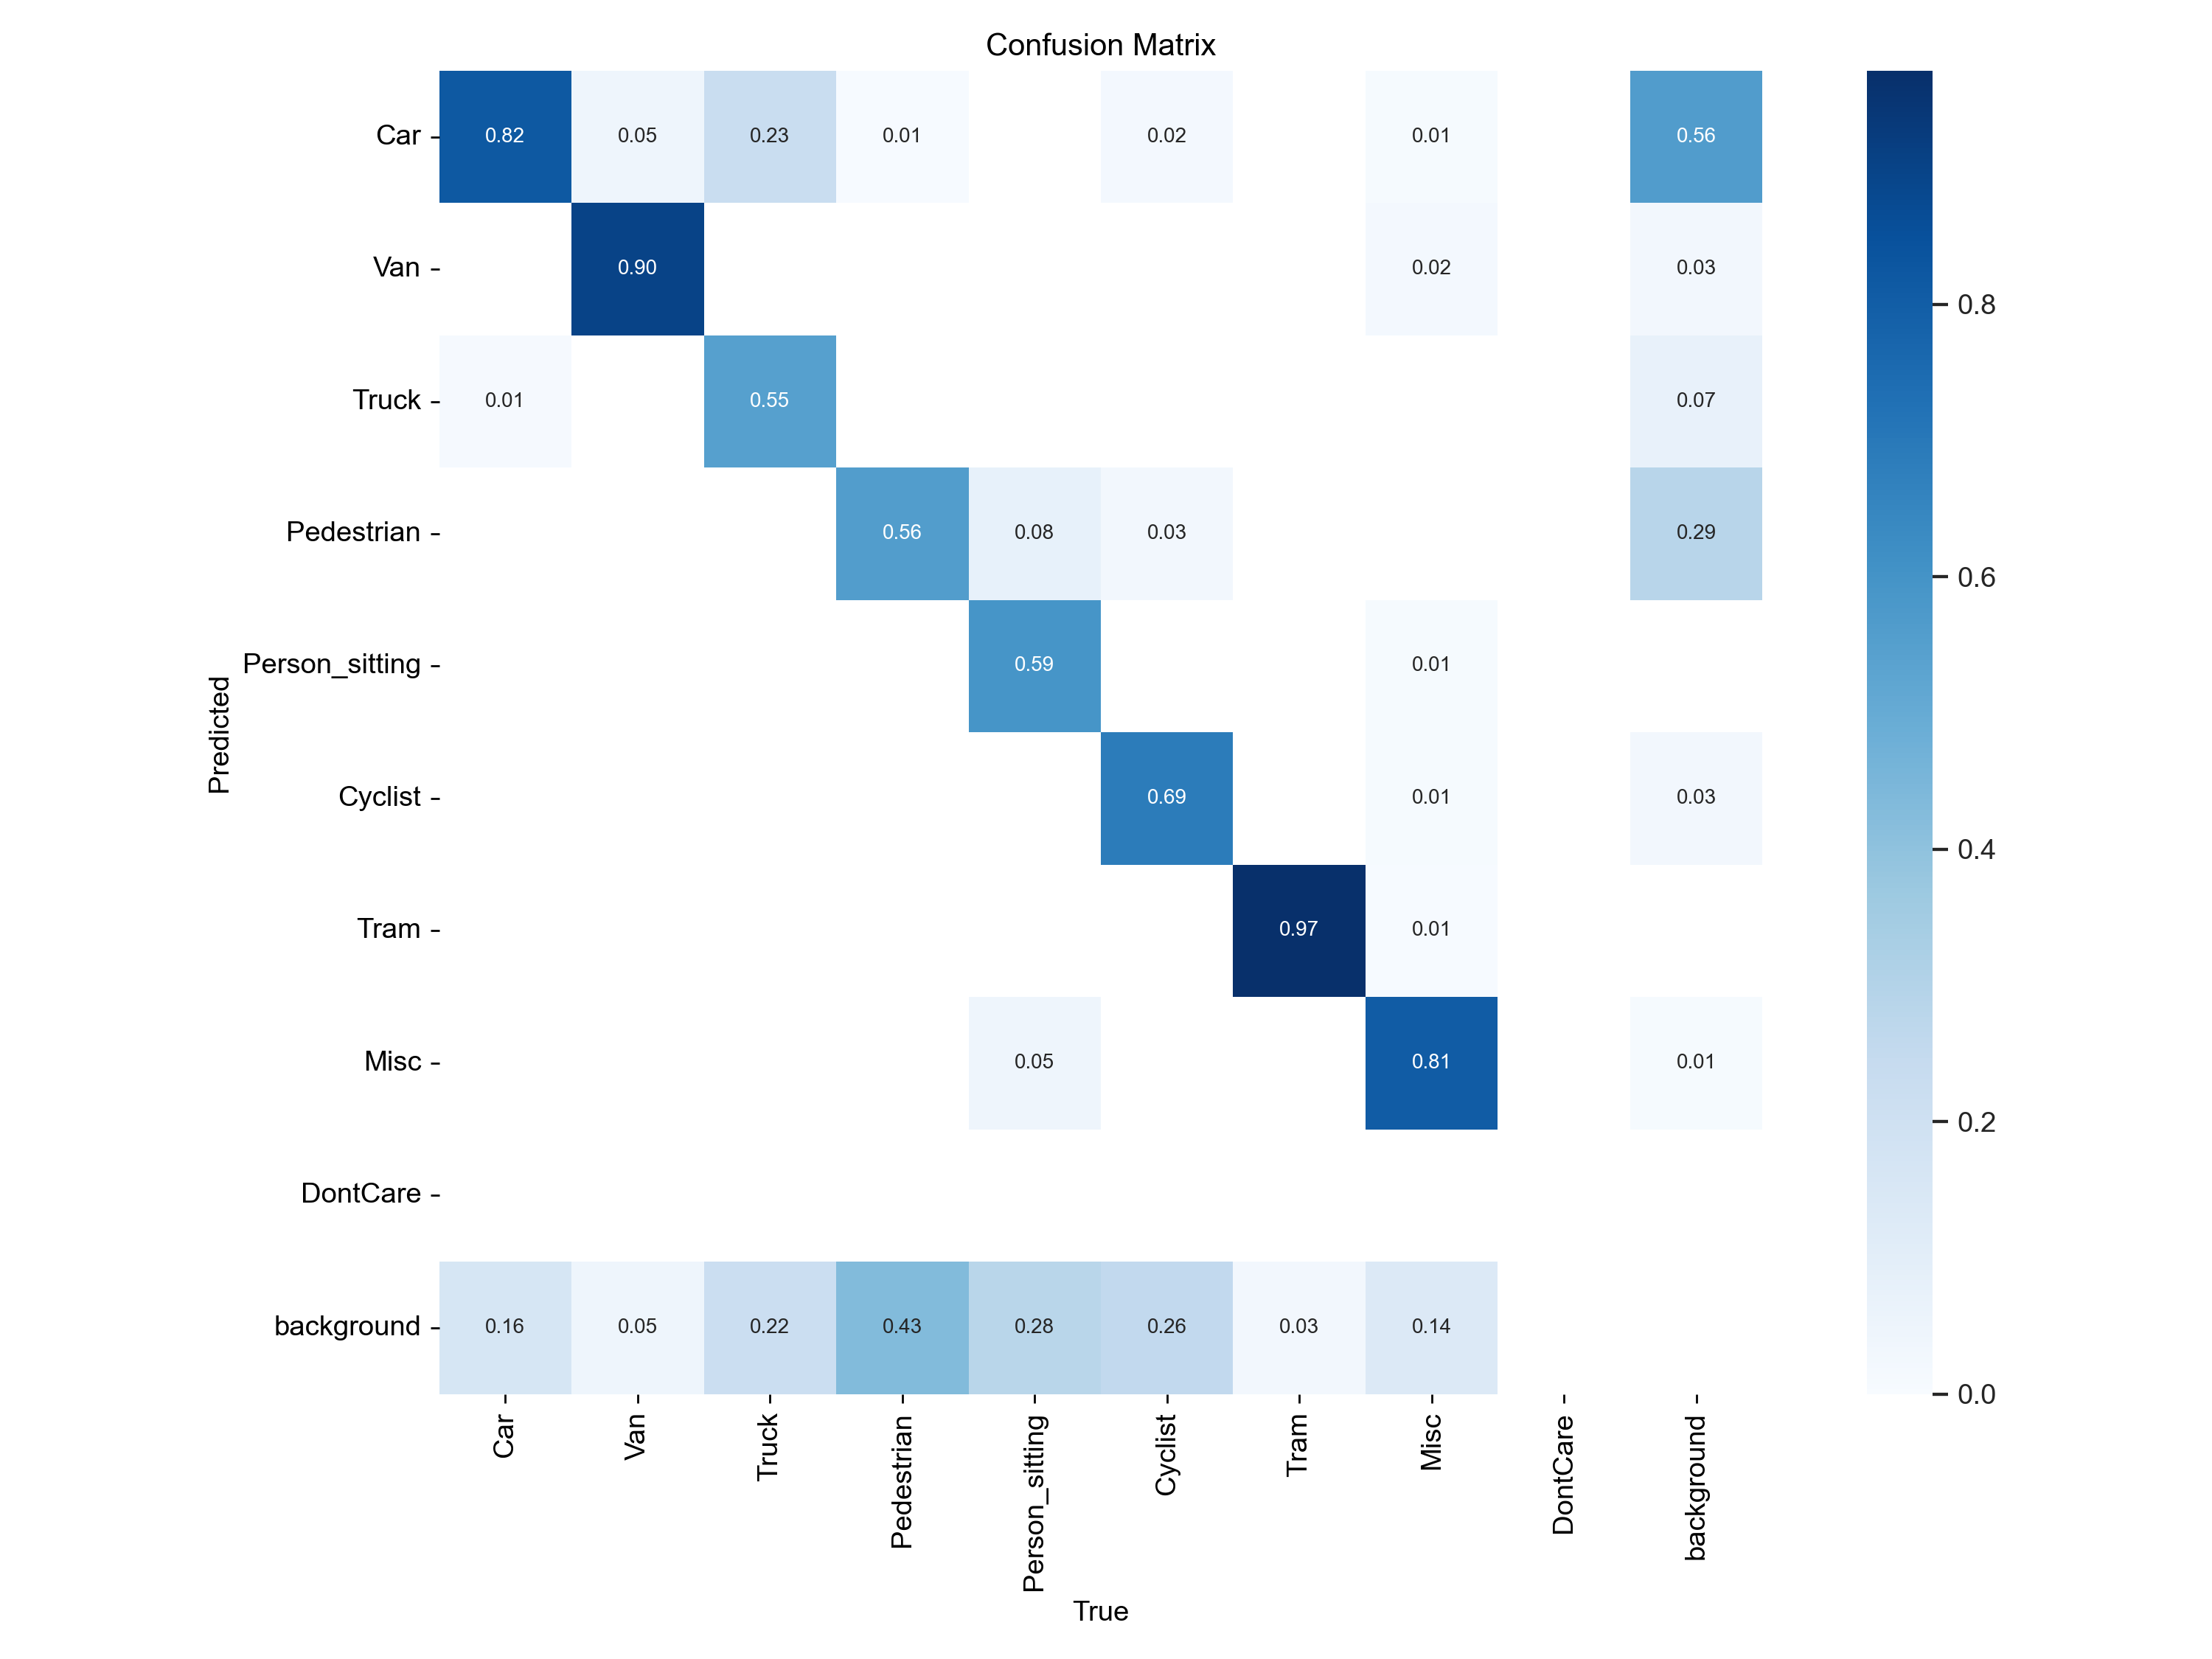 Confusion Matrix
Car 0.82 0.05 0.23 0.01 0.02 0.01 0.56
Van 0.90 0.02 0.03
Truck 0.01 0.55 0.07
Pedestrian 0.56 0.08 0.03 0.29
Person_sitting 0.59 0.01
Cyclist 0.69 0.01 0.03
Tram 0.97 0.01
Misc 0.05 0.81 0.01
DontCare
background 0.16 0.05 0.22 0.43 0.28 0.26 0.03 0.14
Predicted
Car Van Truck Pedestrian Person_sitting Cyclist Tram Misc DontCare background
True
0.8
0.6
0.4
0.2
0.0